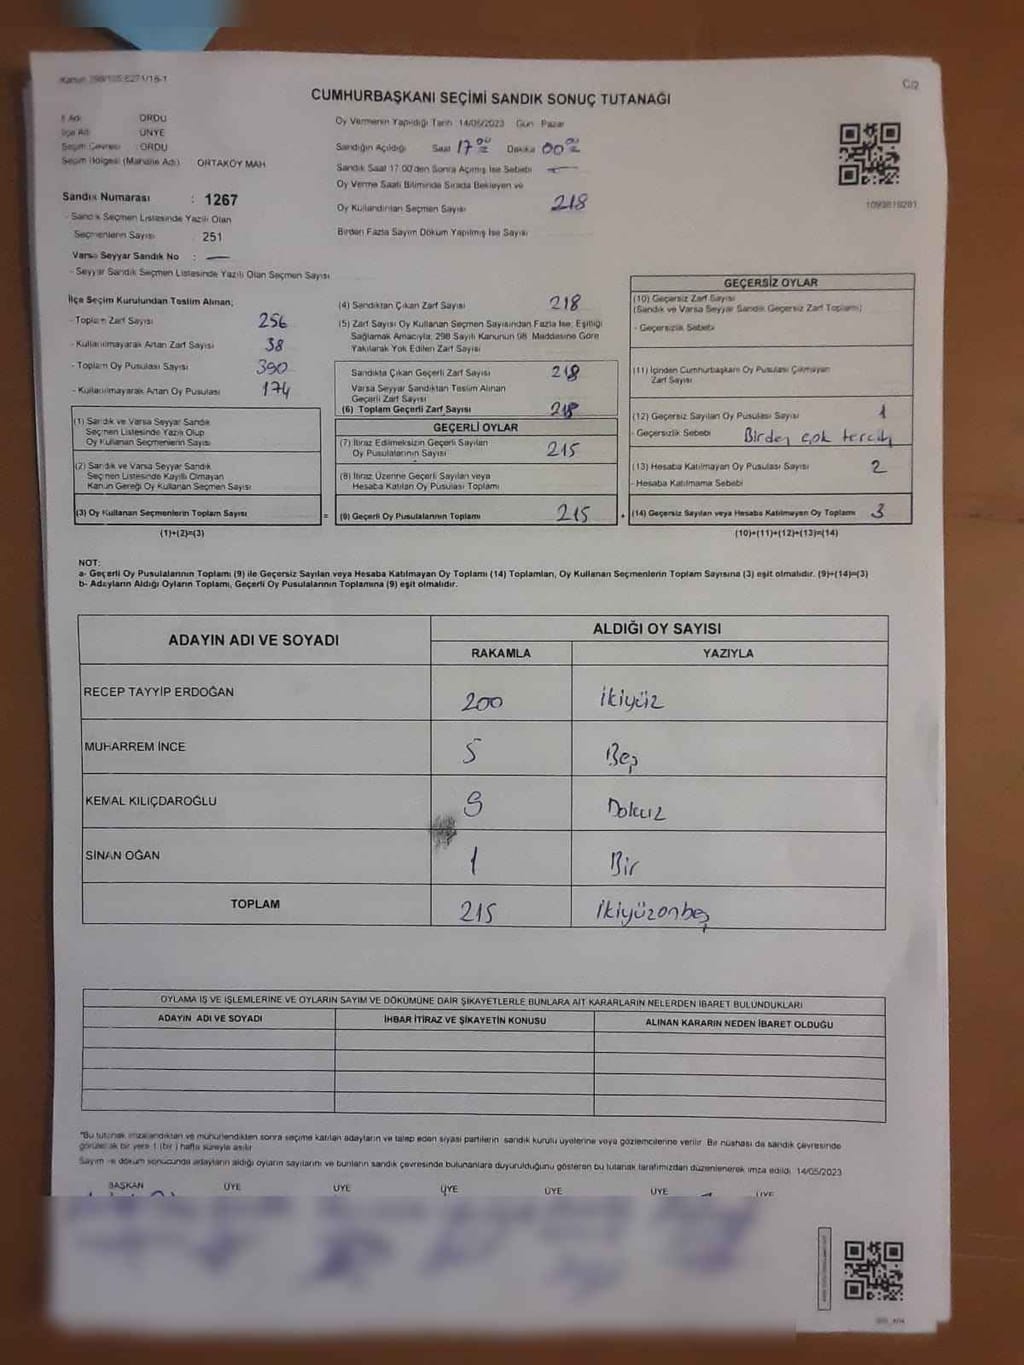 Kanun 298/105 E271/16-1
C/2
CUMHURBAŞKANI SEÇİMİ SANDIK SONUÇ TUTANAĞI
İl Adı : ORDU
İlçe Adı : ÜNYE
Seçim Çevresi : ORDU
Seçim Bölgesi (Mahalle Adı) : ORTAKÖY MAH
Sandık Numarası : 1267
- Sandık Seçmen Listesinde Yazılı Olan
Seçmenlerin Sayısı 251
Varsa Seyyar Sandık No : —
- Seyyar Sandık Seçmen Listesinde Yazılı Olan Seçmen Sayısı
Oy Vermenin Yapıldığı Tarih 14/05/2023 Gün Pazar
Sandığın Açıldığı Saat 17 00 Dakika 00 00
Sandık Saat 17:00'den Sonra Açılmış İse Sebebi —
Oy Verme Saati Bitiminde Sırada Bekleyen ve
Oy Kullandırılan Seçmen Sayısı 218
Birden Fazla Sayım Döküm Yapılmış İse Sayısı
1093819281
İlçe Seçim Kurulundan Teslim Alınan;
- Toplam Zarf Sayısı 256
- Kullanılmayarak Artan Zarf Sayısı 38
- Toplam Oy Pusulası Sayısı 390
- Kullanılmayarak Artan Oy Pusulası 174
(1) Sandık ve Varsa Seyyar Sandık
Seçmen Listesinde Yazılı Olup
Oy Kullanan Seçmenlerin Sayısı
(2) Sandık ve Varsa Seyyar Sandık
Seçmen Listesinde Kayıtlı Olmayan
Kanun Gereği Oy Kullanan Seçmen Sayısı
(3) Oy Kullanan Seçmenlerin Toplam Sayısı
(1)+(2)=(3)
(4) Sandıktan Çıkan Zarf Sayısı 218
(5) Zarf Sayısı Oy Kullanan Seçmen Sayısından Fazla İse; Eşitliği
Sağlamak Amacıyla; 298 Sayılı Kanunun 98. Maddesine Göre
Yakılarak Yok Edilen Zarf Sayısı
Sandıkta Çıkan Geçerli Zarf Sayısı 218
Varsa Seyyar Sandıktan Teslim Alınan
Geçerli Zarf Sayısı
(6) Toplam Geçerli Zarf Sayısı 218
GEÇERLİ OYLAR
(7) İtiraz Edilmeksizin Geçerli Sayılan
Oy Pusulalarının Sayısı 215
(8) İtiraz Üzerine Geçerli Sayılan veya
Hesaba Katılan Oy Pusulası Toplamı
= (9) Geçerli Oy Pusulalarının Toplamı 215 +
GEÇERSİZ OYLAR
(10) Geçersiz Zarf Sayısı
(Sandık ve Varsa Seyyar Sandık Geçersiz Zarf Toplamı)
- Geçersizlik Sebebi
(11) İçinden Cumhurbaşkanı Oy Pusulası Çıkmayan
Zarf Sayısı
(12) Geçersiz Sayılan Oy Pusulası Sayısı 1
- Geçersizlik Sebebi Birden çok tercih
(13) Hesaba Katılmayan Oy Pusulası Sayısı 2
- Hesaba Katılmama Sebebi
(14) Geçersiz Sayılan veya Hesaba Katılmayan Oy Toplamı 3
(10)+(11)+(12)+(13)=(14)
NOT:
a- Geçerli Oy Pusulalarının Toplamı (9) ile Geçersiz Sayılan veya Hesaba Katılmayan Oy Toplamı (14) Toplamları, Oy Kullanan Seçmenlerin Toplam Sayısına (3) eşit olmalıdır. (9)+(14)=(3)
b- Adayların Aldığı Oyların Toplamı, Geçerli Oy Pusulalarının Toplamına (9) eşit olmalıdır.
ADAYIN ADI VE SOYADI ALDIĞI OY SAYISI
RAKAMLA YAZIYLA
RECEP TAYYİP ERDOĞAN 200 İkiyüz
MUHARREM İNCE 5 Beş
KEMAL KILIÇDAROĞLU 9 Dokuz
SİNAN OĞAN 1 Bir
TOPLAM 215 İkiyüzonbeş
OYLAMA İŞ VE İŞLEMLERİNE VE OYLARIN SAYIM VE DÖKÜMÜNE DAİR ŞİKAYETLERLE BUNLARA AİT KARARLARIN NELERDEN İBARET BULUNDUKLARI
ADAYIN ADI VE SOYADI İHBAR İTİRAZ VE ŞİKAYETİN KONUSU ALINAN KARARIN NEDEN İBARET OLDUĞU
"Bu tutanak imzalandıktan ve mühürlendikten sonra seçime katılan adayların ve talep eden siyasi partilerin sandık kurulu üyelerine veya gözlemcilerine verilir. Bir nüshası da sandık çevresinde
görülecek bir yere 1 (bir) hafta süreyle asılır.
Sayım ve döküm sonucunda adayların aldığı oyların sayılarını ve bunların sandık çevresinde bulunanlara duyurulduğunu gösteren bu tutanak tarafımızdan düzenlenerek imza edildi. 14/05/2023
BAŞKAN ÜYE ÜYE ÜYE ÜYE ÜYE ÜYE